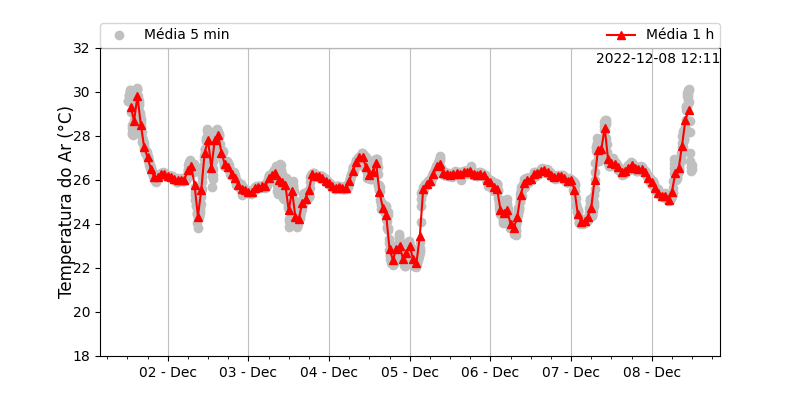 Média 5 min
Média 1 h
2022-12-08 12:11
Temperatura do Ar (°C)
32
30
28
26
24
22
20
18
02 - Dec
03 - Dec
04 - Dec
05 - Dec
06 - Dec
07 - Dec
08 - Dec